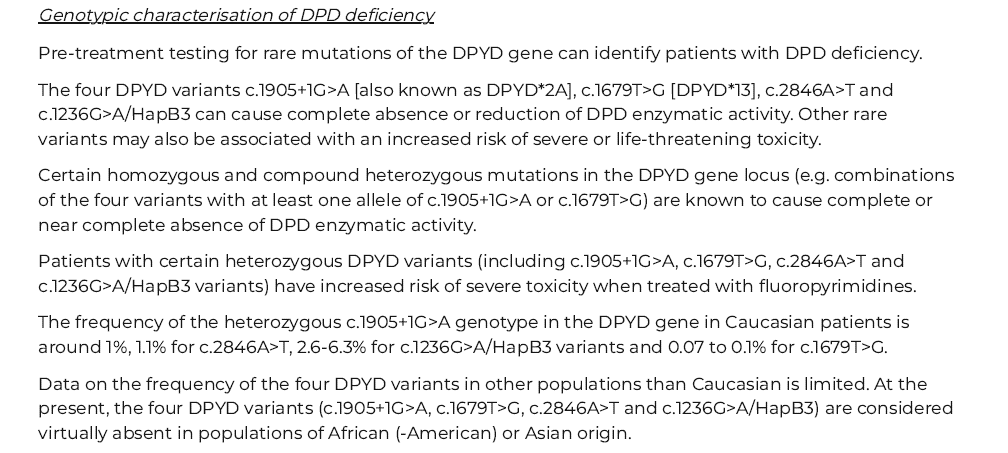 Genotypic characterisation of DPD deficiency
Pre-treatment testing for rare mutations of the DPYD gene can identify patients with DPD deficiency.
The four DPYD variants c.1905+1G>A [also known as DPYD*2A], c.1679T>G [DPYD*13], c.2846A>T and
c.1236G>A/HapB3 can cause complete absence or reduction of DPD enzymatic activity. Other rare
variants may also be associated with an increased risk of severe or life-threatening toxicity.
Certain homozygous and compound heterozygous mutations in the DPYD gene locus (e.g. combinations
of the four variants with at least one allele of c.1905+1G>A or c.1679T>G) are known to cause complete or
near complete absence of DPD enzymatic activity.
Patients with certain heterozygous DPYD variants (including c.1905+1G>A, c.1679T>G, c.2846A>T and
c.1236G>A/HapB3 variants) have increased risk of severe toxicity when treated with fluoropyrimidines.
The frequency of the heterozygous c.1905+1G>A genotype in the DPYD gene in Caucasian patients is
around 1%, 1.1% for c.2846A>T, 2.6-6.3% for c.1236G>A/HapB3 variants and 0.07 to 0.1% for c.1679T>G.
Data on the frequency of the four DPYD variants in other populations than Caucasian is limited. At the
present, the four DPYD variants (c.1905+1G>A, c.1679T>G, c.2846A>T and c.1236G>A/HapB3) are considered
virtually absent in populations of African (-American) or Asian origin.